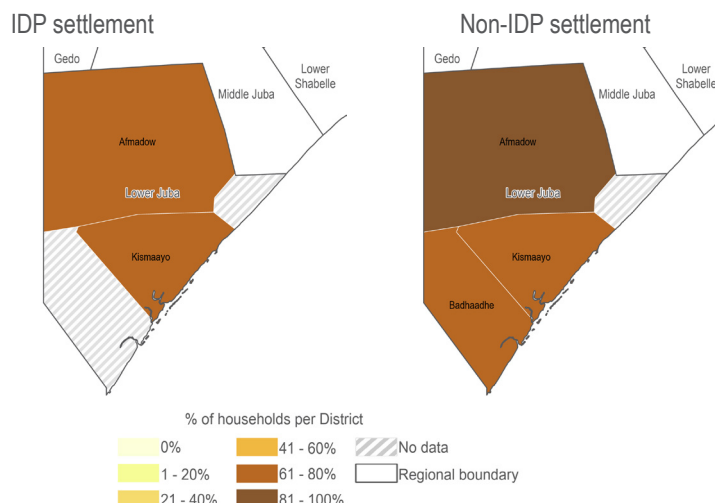 IDP settlement
Non-IDP settlement
Gedo
Middle Juba
Lower
Shabelle
Afmadow
Lower Juba
Kismaayo
Gedo
Middle Juba
Lower
Shabelle
Afmadow
Lower Juba
Kismaayo
Badhaadhe
% of households per District
0%
1 - 20%
21 - 40%
41 - 60%
61 - 80%
81 - 100%
No data
Regional boundary